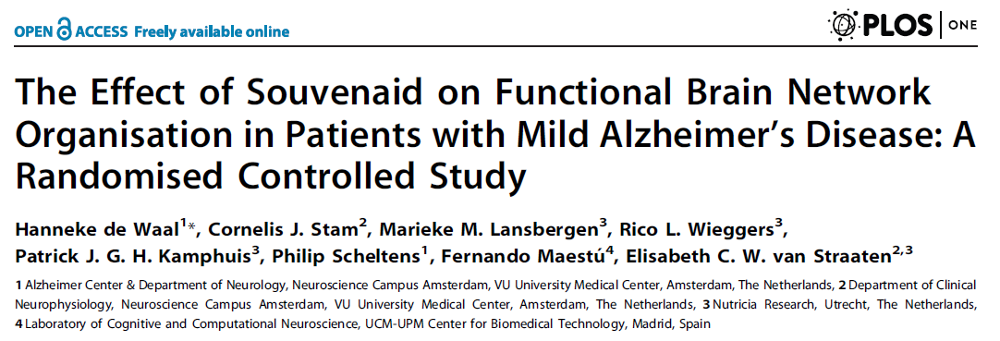 OPEN ACCESS Freely available online
PLOS ONE
The Effect of Souvenaid on Functional Brain Network
Organisation in Patients with Mild Alzheimer's Disease: A
Randomised Controlled Study
Hanneke de Waal1*, Cornelis J. Stam2, Marieke M. Lansbergen3, Rico L. Wieggers3,
Patrick J. G. H. Kamphuis3, Philip Scheltens1, Fernando Maestú4, Elisabeth C. W. van Straaten2,3
1 Alzheimer Center & Department of Neurology, Neuroscience Campus Amsterdam, VU University Medical Center, Amsterdam, The Netherlands, 2 Department of Clinical
Neurophysiology, Neuroscience Campus Amsterdam, VU University Medical Center, Amsterdam, The Netherlands, 3 Nutricia Research, Utrecht, The Netherlands,
4 Laboratory of Cognitive and Computational Neuroscience, UCM-UPM Center for Biomedical Technology, Madrid, Spain